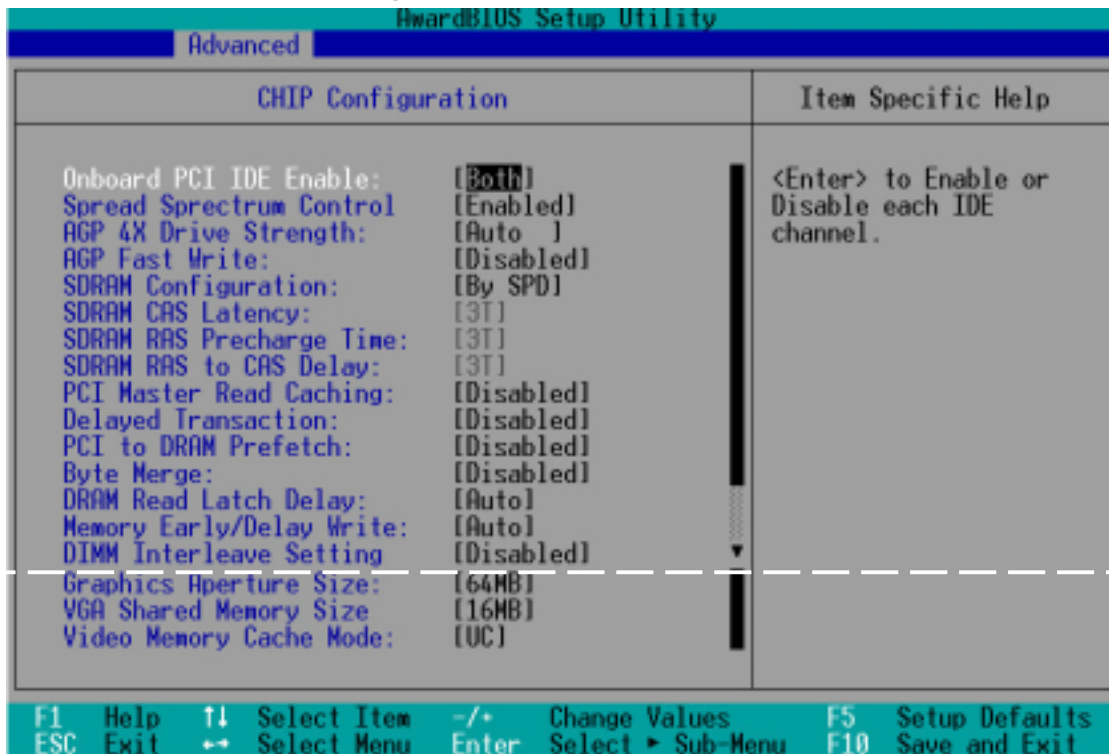 AwardBIOS Setup Utility
Advanced
CHIP Configuration
Item Specific Help
Onboard PCI IDE Enable: [Both]
Spread Sprectrum Control [Enabled]
AGP 4X Drive Strength: [Auto ]
AGP Fast Write: [Disabled]
SDRAM Configuration: [By SPD]
SDRAM CAS Latency: [3T]
SDRAM RAS Precharge Time: [3T]
SDRAM RAS to CAS Delay: [3T]
PCI Master Read Caching: [Disabled]
Delayed Transaction: [Disabled]
PCI to DRAM Prefetch: [Disabled]
Byte Merge: [Disabled]
DRAM Read Latch Delay: [Auto]
Memory Early/Delay Write: [Auto]
DIMM Interleave Setting [Disabled]
Graphics Aperture Size: [64MB]
VGA Shared Memory Size [16MB]
Video Memory Cache Mode: [UC]
<Enter> to Enable or
Disable each IDE
channel.
F1 Help ↑↓ Select Item -/+ Change Values F5 Setup Defaults
ESC Exit ←→ Select Menu Enter Select ► Sub-Menu F10 Save and Exit